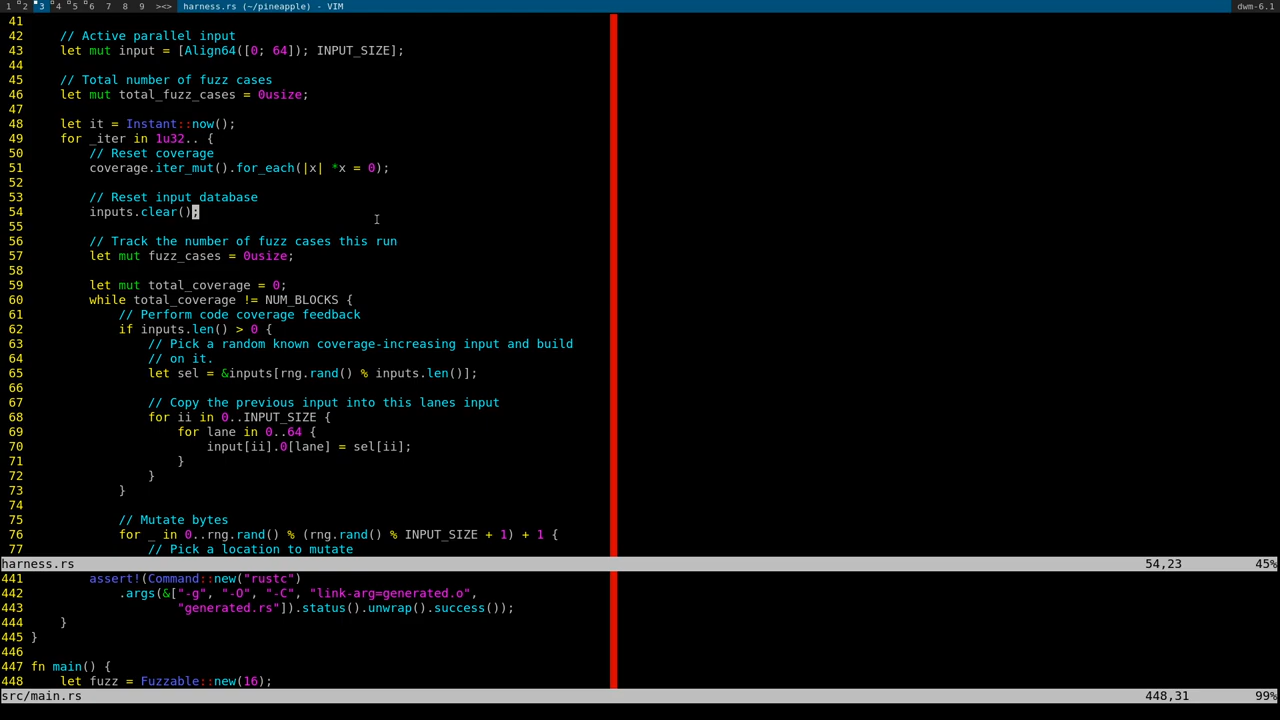 1 2 3 4 5 6 7 8 9 ><> harness.rs (~/pineapple) - VIM dwm-6.1
41
42     // Active parallel input
43     let mut input = [Align64([0; 64]); INPUT_SIZE];
44
45     // Total number of fuzz cases
46     let mut total_fuzz_cases = 0usize;
47
48     let it = Instant::now();
49     for _iter in 1u32.. {
50         // Reset coverage
51         coverage.iter_mut().for_each(|x| *x = 0);
52
53         // Reset input database
54         inputs.clear();
55
56         // Track the number of fuzz cases this run
57         let mut fuzz_cases = 0usize;
58
59         let mut total_coverage = 0;
60         while total_coverage != NUM_BLOCKS {
61             // Perform code coverage feedback
62             if inputs.len() > 0 {
63                 // Pick a random known coverage-increasing input and build
64                 // on it.
65                 let sel = &inputs[rng.rand() % inputs.len()];
66
67                 // Copy the previous input into this lanes input
68                 for ii in 0..INPUT_SIZE {
69                     for lane in 0..64 {
70                         input[ii].0[lane] = sel[ii];
71                     }
72                 }
73             }
74
75             // Mutate bytes
76             for _ in 0..rng.rand() % (rng.rand() % INPUT_SIZE + 1) + 1 {
77                 // Pick a location to mutate
harness.rs 54,23 45%
441         assert!(Command::new("rustc")
442             .args(&["-g", "-O", "-C", "link-arg=generated.o",
443                     "generated.rs"]).status().unwrap().success());
444     }
445 }
446
447 fn main() {
448     let fuzz = Fuzzable::new(16);
src/main.rs 448,31 99%